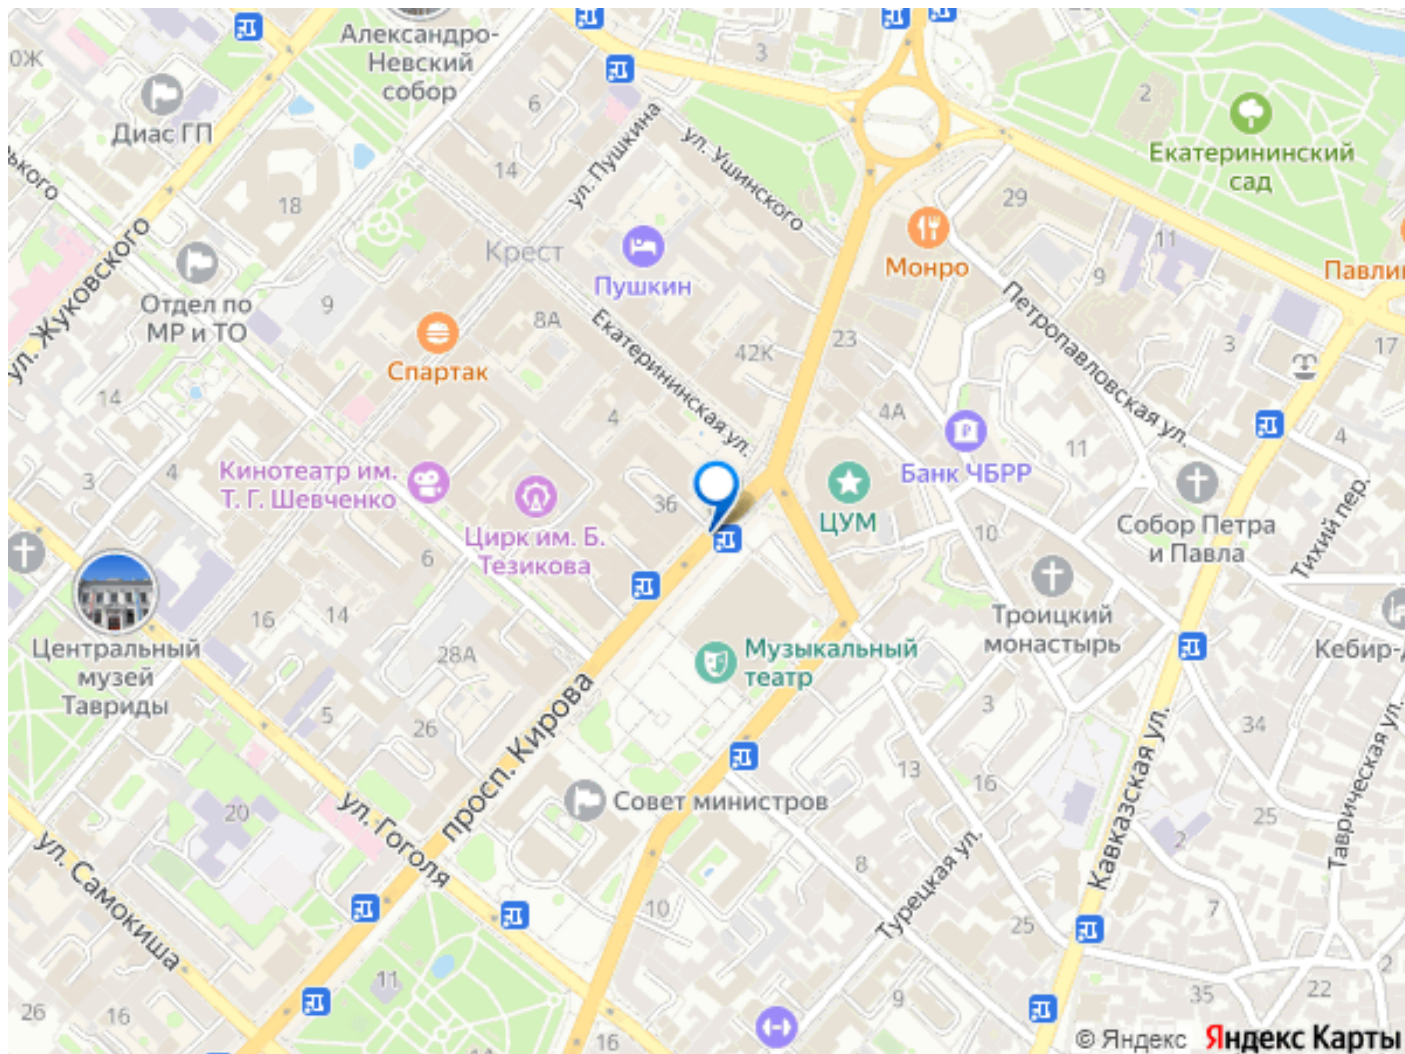 Александро-
Невский
собор
3
2
0Ж
6
Диас ГП
ул. Пушкина
ул. Ушинского
Екатерининский
сад
ького
14
18
29
Крест
11
Монро
9
Павли
Пушкин
ул. Жуковского
Отдел по
МР и ТО
9
8А
Екатерининская ул.
Петропавловская ул.
23
42К
3
17
Спартак
14
4
4А
11
4
Кинотеатр им.
Т. Г. Шевченко
3
4
36
Банк ЧБРР
ЦУМ
Собор Петра
и Павла
Тихий пер.
Цирк им. Б.
Тезикова
10
6
16
14
Троицкий
монастырь
Центральный
музей
Тавриды
28А
Музыкальный
театр
Кебир-Д
5
26
просп. Кирова
3
34
13
16
Кавказская ул.
Таврическая ул.
Совет министров
20
ул. Гоголя
25
2
ул. Самокиша
8
Турецкая ул.
10
25
7
11
2
26
16
9
35
22
16
© Яндекс Яндекс Карты